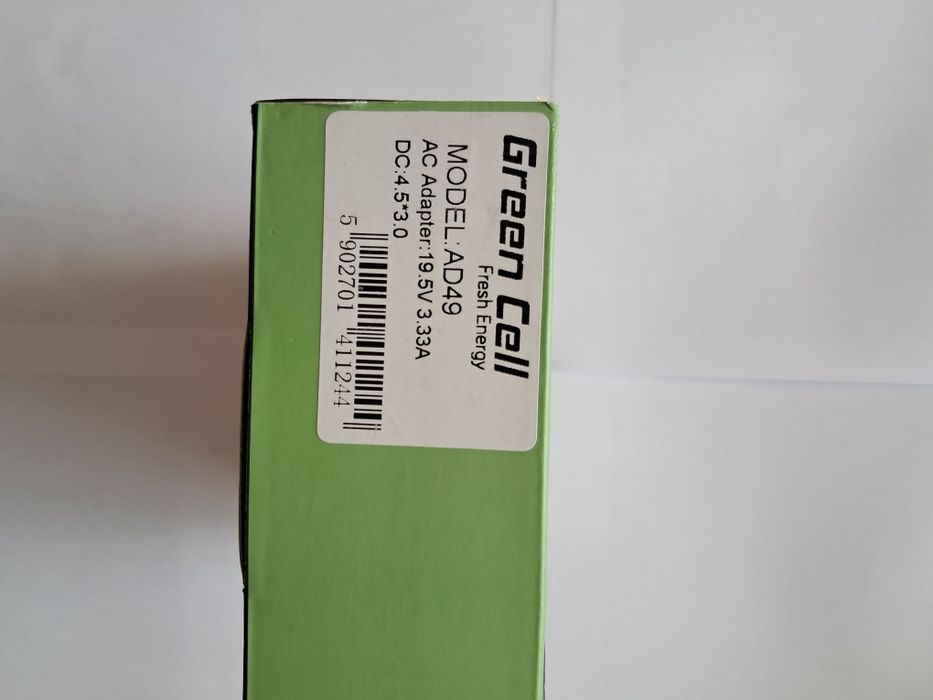 Green Cell
Fresh Energy
MODEL:AD49
AC Adapter:19.5V 3.33A
DC:4.5*3.0
5 902701 411244